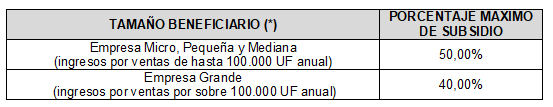 TAMAÑO BENEFICIARIO (*)
PORCENTAJE MAXIMO
DE SUBSIDIO
Empresa Micro, Pequeña y Mediana
(ingresos por ventas de hasta 100.000 UF anual)
50,00%
Empresa Grande
(ingresos por ventas por sobre 100.000 UF anual)
40,00%